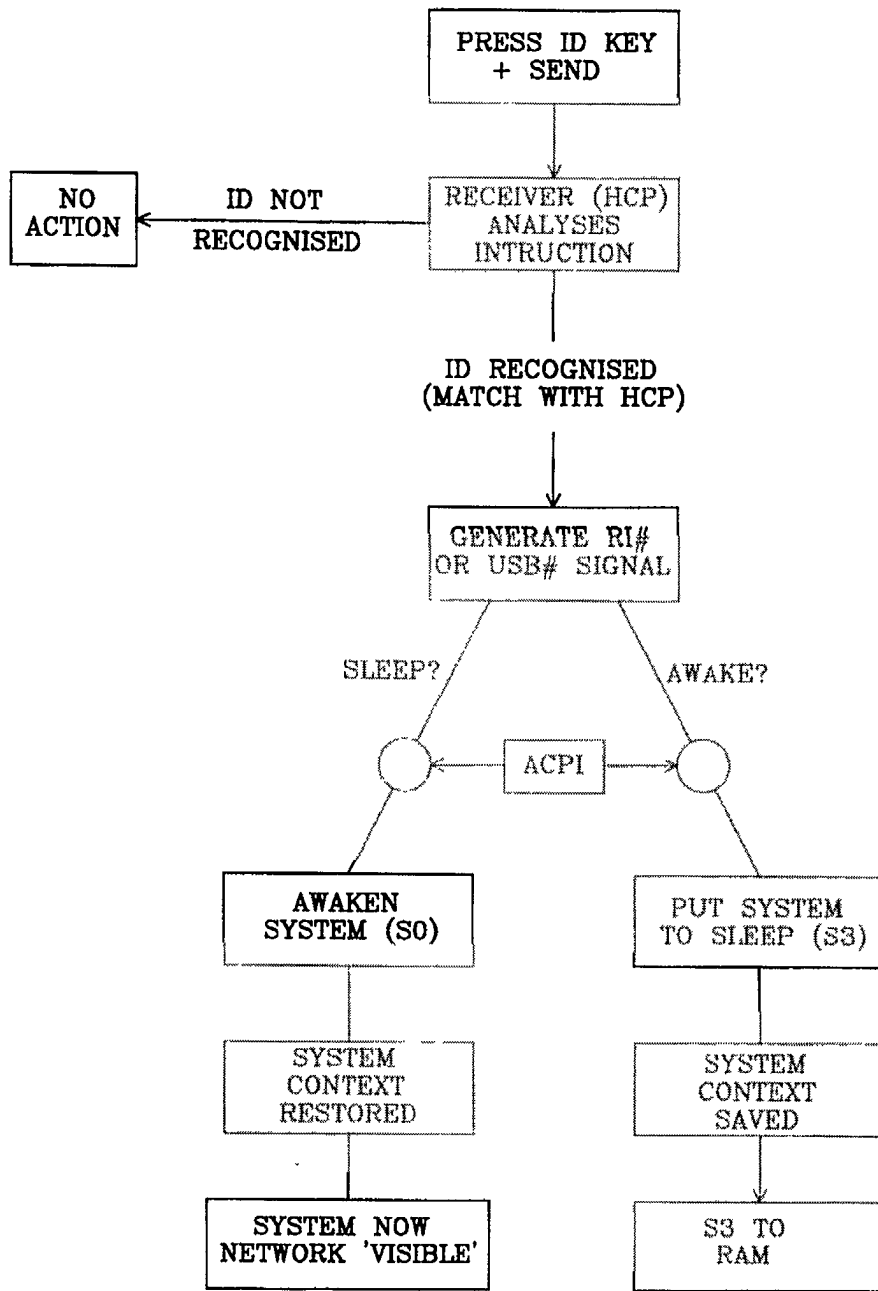 PRESS ID KEY
+ SEND
RECEIVER (HCP)
ANALYSES
INTRUCTION
ID NOT
RECOGNISED
NO
ACTION
ID RECOGNISED
(MATCH WITH HCP)
GENERATE RI#
OR USB# SIGNAL
SLEEP?
AWAKE?
ACPI
AWAKEN
SYSTEM (S0)
PUT SYSTEM
TO SLEEP (S3)
SYSTEM
CONTEXT
RESTORED
SYSTEM
CONTEXT
SAVED
SYSTEM NOW
NETWORK 'VISIBLE'
S3 TO
RAM